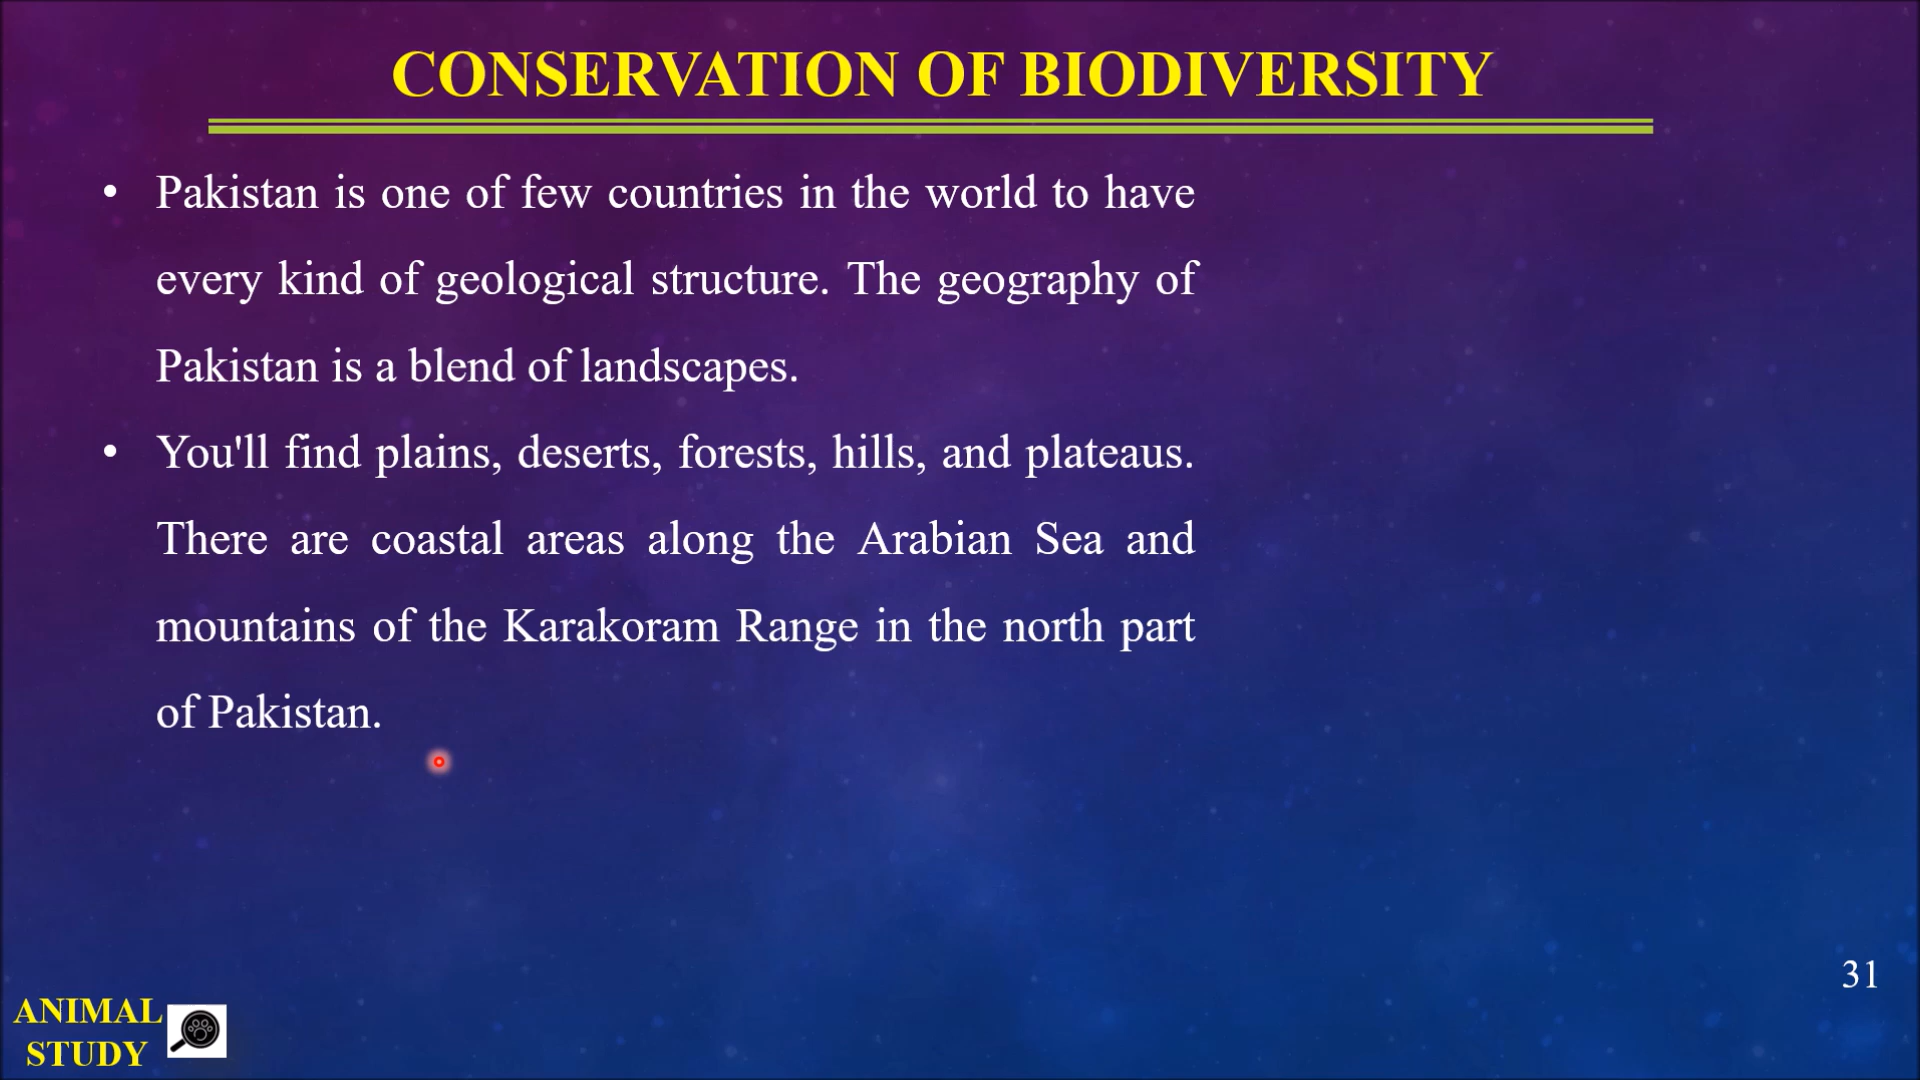 CONSERVATION OF BIODIVERSITY
• Pakistan is one of few countries in the world to have
every kind of geological structure. The geography of
Pakistan is a blend of landscapes.
• You'll find plains, deserts, forests, hills, and plateaus.
There are coastal areas along the Arabian Sea and
mountains of the Karakoram Range in the north part
of Pakistan.
31
ANIMAL
STUDY